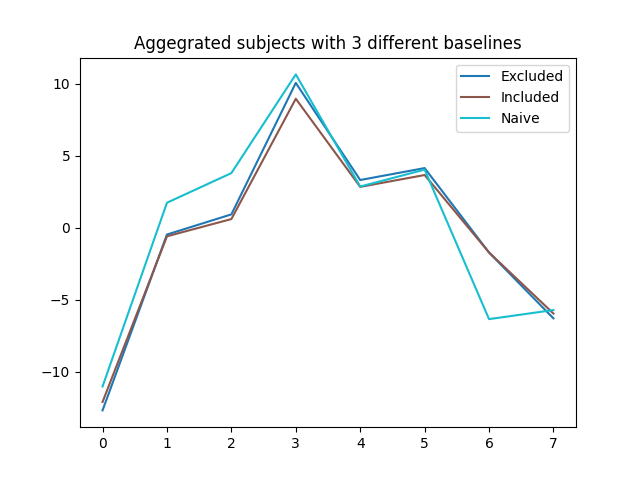 Aggegrated subjects with 3 different baselines
Excluded
Included
Naive
10
5
0
−5
−10
0 1 2 3 4 5 6 7